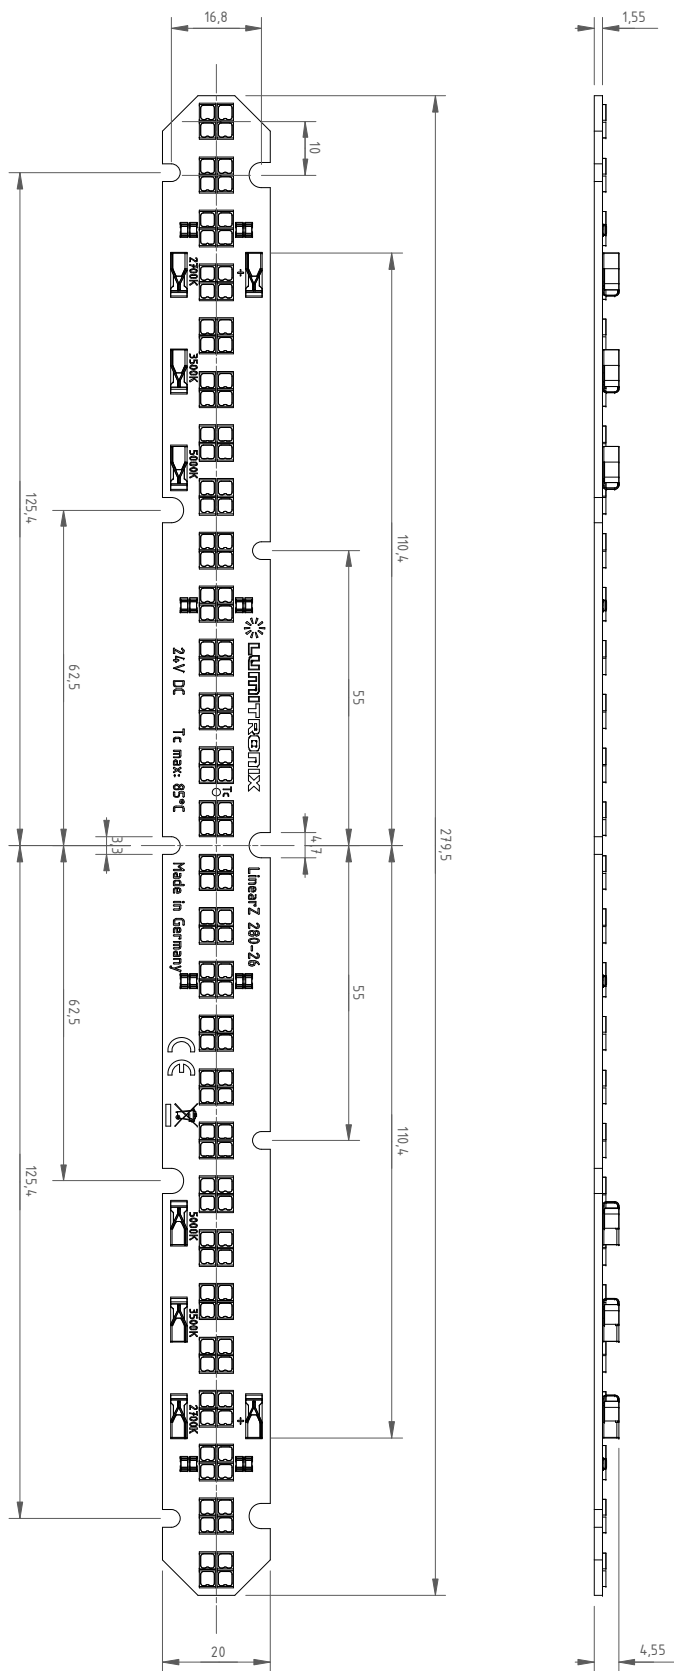 16,8
1,55
10
2700K
+
3500K
5000K
125,4
110,4
62,5
55
LUMITRONIX
24V DC
Tc max: 85°C
Tc
3,3
4,7
279,5
LinearZ 280-26
Made in Germany
55
62,5
CE
110,4
125,4
5000K
3500K
2700K
+
20
4,55